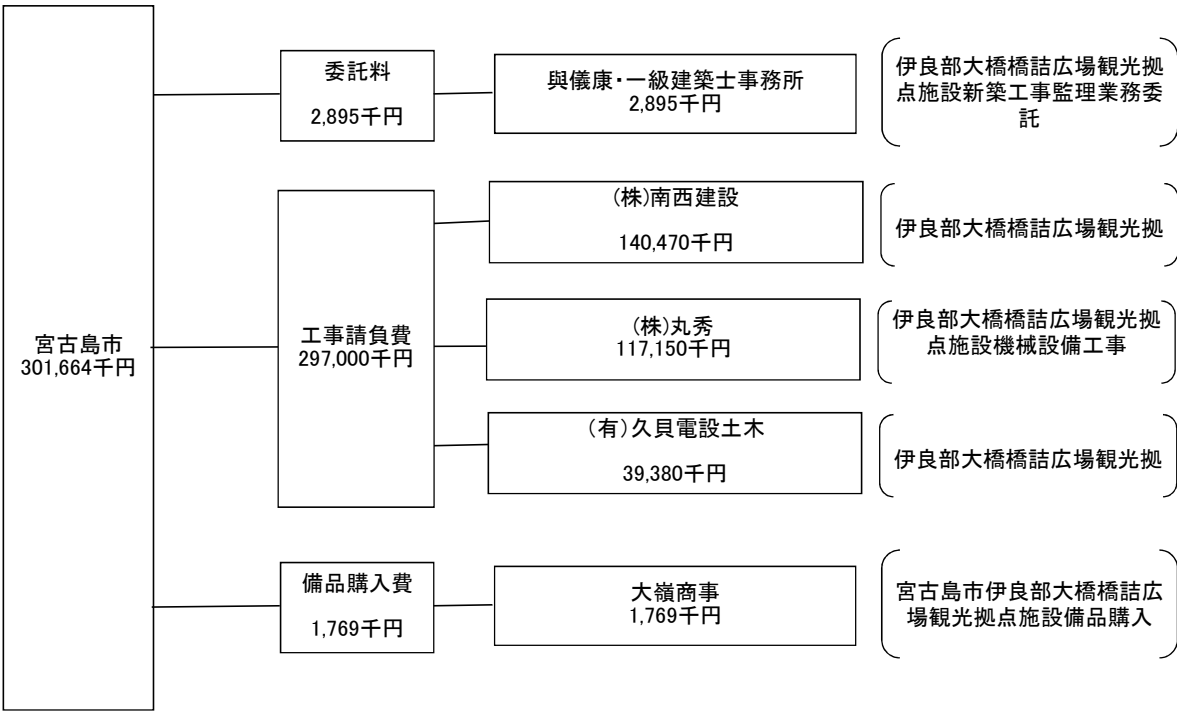 宮古島市
301,664千円
委託料
2,895千円
與儀康・一級建築士事務所
2,895千円
伊良部大橋橋詰広場観光拠
点施設新築工事監理業務委
託
工事請負費
297,000千円
(株)南西建設
140,470千円
伊良部大橋橋詰広場観光拠
(株)丸秀
117,150千円
伊良部大橋橋詰広場観光拠
点施設機械設備工事
(有)久貝電設土木
39,380千円
伊良部大橋橋詰広場観光拠
備品購入費
1,769千円
大嶺商事
1,769千円
宮古島市伊良部大橋橋詰広
場観光拠点施設備品購入